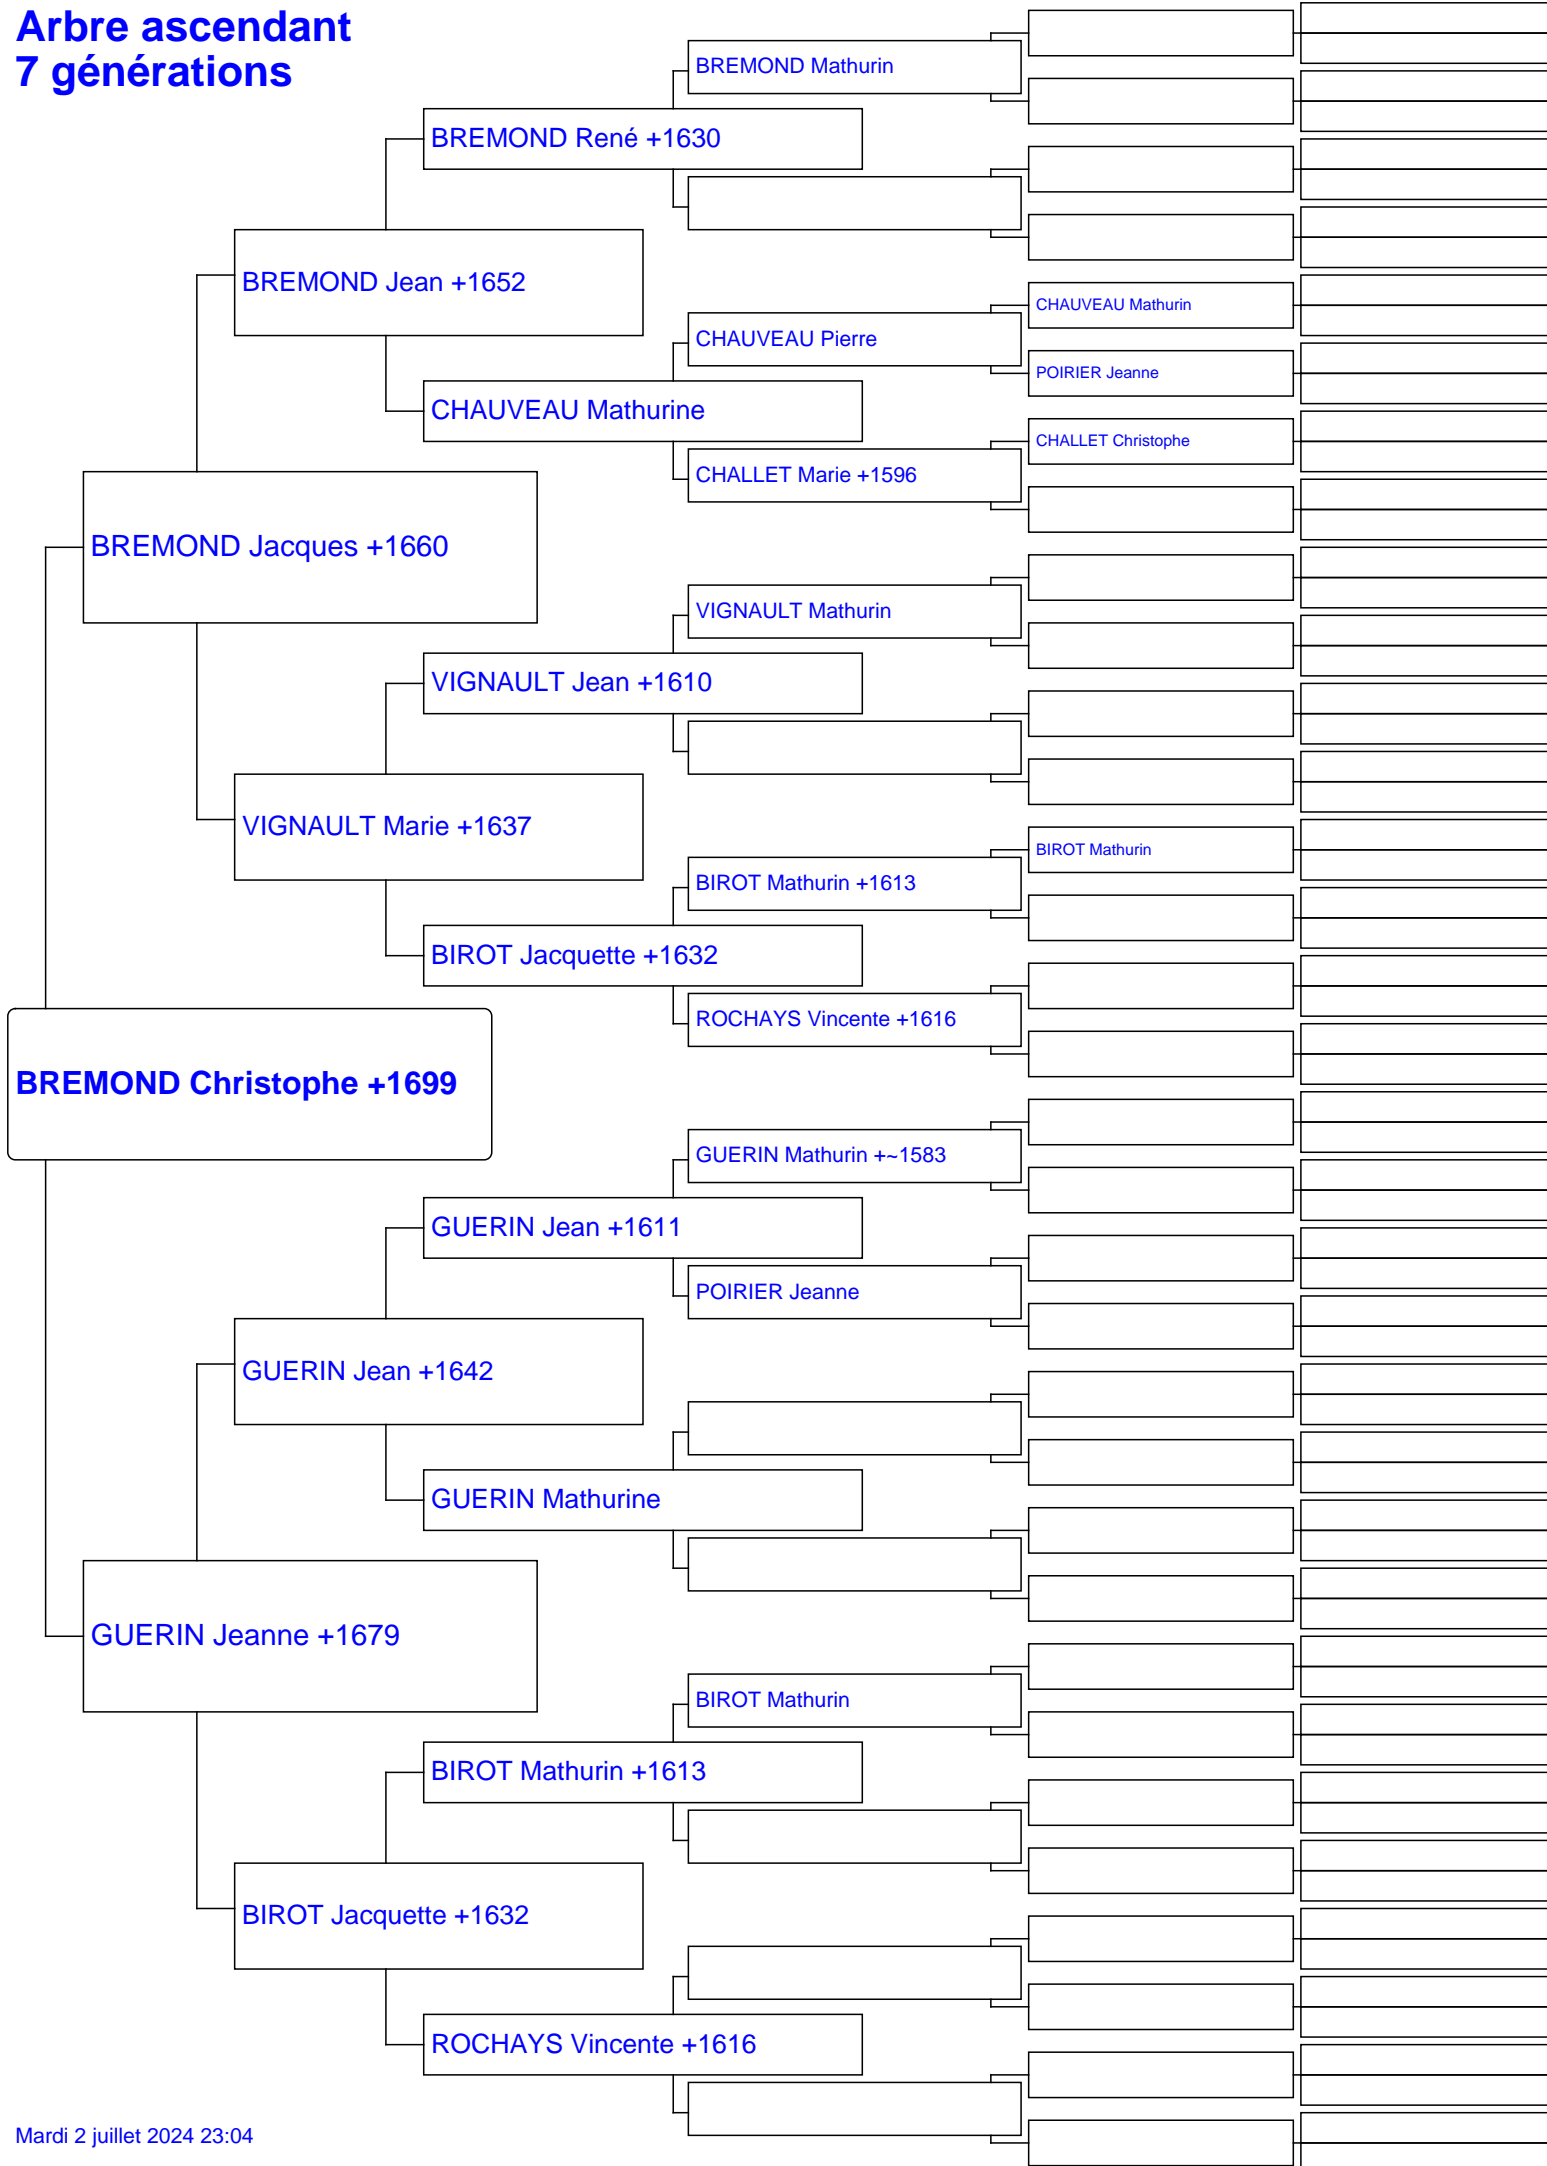 Arbre ascendant
7 générations
BREMOND Mathurin
BREMOND René +1630
BREMOND Jean +1652
CHAUVEAU Mathurin
CHAUVEAU Pierre
POIRIER Jeanne
CHAUVEAU Mathurine
CHALLET Christophe
CHALLET Marie +1596
BREMOND Jacques +1660
VIGNAULT Mathurin
VIGNAULT Jean +1610
VIGNAULT Marie +1637
BIROT Mathurin
BIROT Mathurin +1613
BIROT Jacquette +1632
ROCHAYS Vincente +1616
BREMOND Christophe +1699
GUERIN Mathurin +~1583
GUERIN Jean +1611
POIRIER Jeanne
GUERIN Jean +1642
GUERIN Mathurine
GUERIN Jeanne +1679
BIROT Mathurin
BIROT Mathurin +1613
BIROT Jacquette +1632
ROCHAYS Vincente +1616
Mardi 2 juillet 2024 23:04